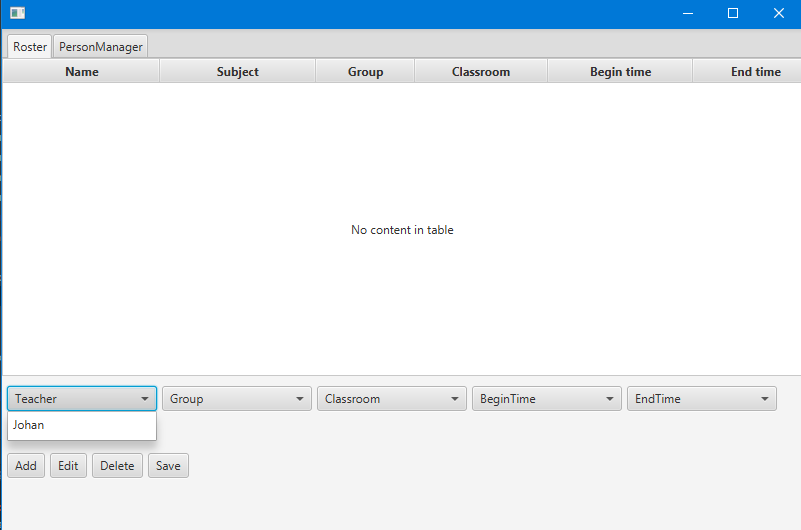 Roster PersonManager
Name Subject Group Classroom Begin time End time
No content in table
Teacher Group Classroom BeginTime EndTime
Johan
Add Edit Delete Save